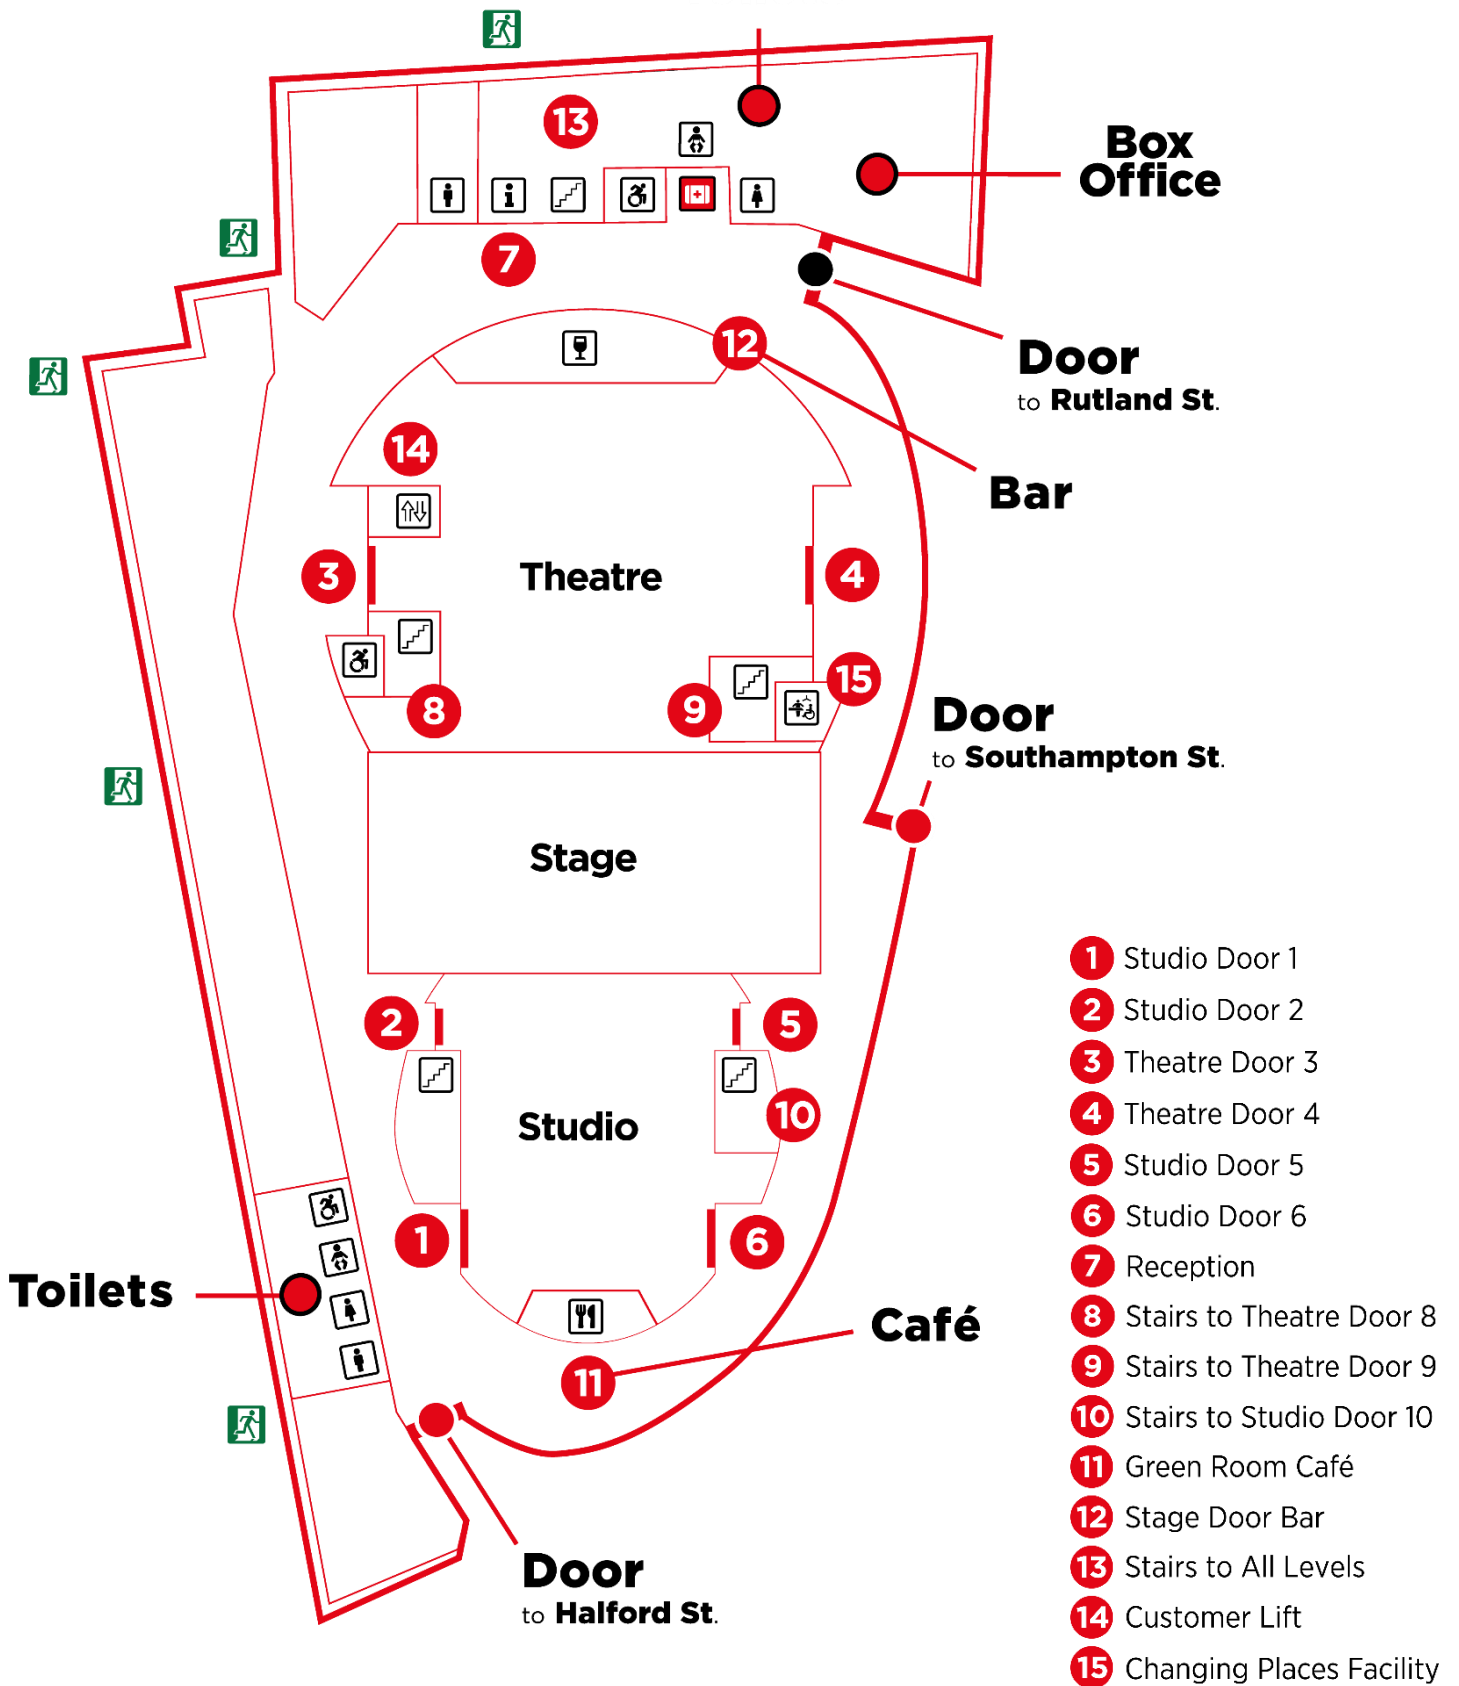 13
Box
Office
7
12
Door
to Rutland St.
14
Bar
3
Theatre
4
15
8
9
Door
to Southampton St.
Stage
2
5
10
Studio
1
6
Toilets
Café
11
Door
to Halford St.
1 Studio Door 1
2 Studio Door 2
3 Theatre Door 3
4 Theatre Door 4
5 Studio Door 5
6 Studio Door 6
7 Reception
8 Stairs to Theatre Door 8
9 Stairs to Theatre Door 9
10 Stairs to Studio Door 10
11 Green Room Café
12 Stage Door Bar
13 Stairs to All Levels
14 Customer Lift
15 Changing Places Facility